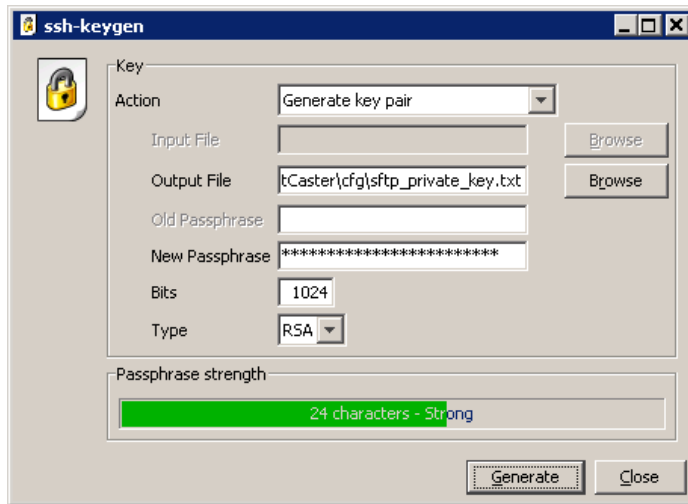 ssh-keygen
Key
Action Generate key pair
Input File Browse
Output File tCaster\cfg\sftp_private_key.txt Browse
Old Passphrase
New Passphrase ************************
Bits 1024
Type RSA
Passphrase strength
24 characters - Strong
Generate Close